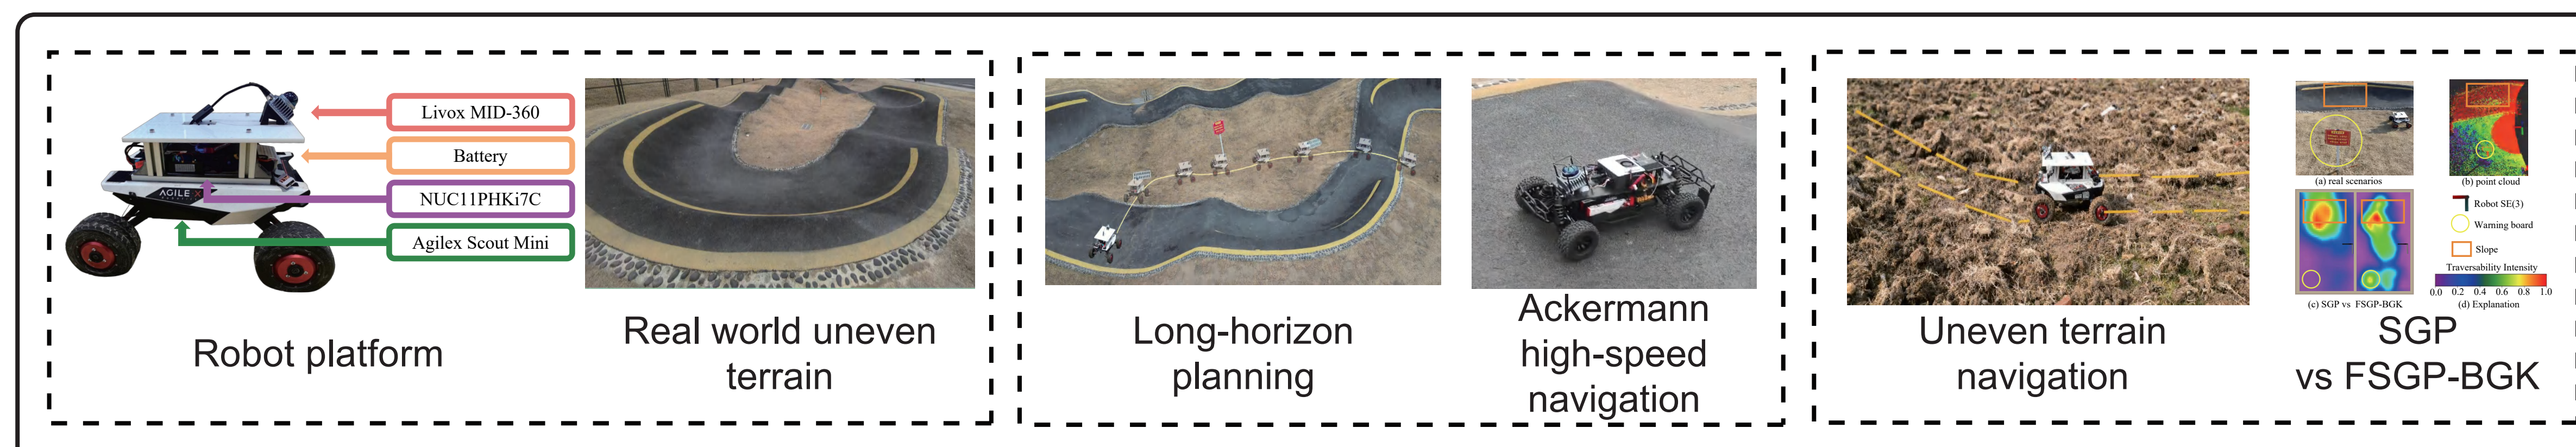 Livox MID-360
Battery
NUC11PHKi7C
Agilex Scout Mini
AGILE X
Robot platform
Real world uneven
terrain
Long-horizon
planning
Ackermann
high-speed
navigation
Uneven terrain
navigation
(a) real scenarios
(b) point cloud
Robot SE(3)
Warning board
Slope
Traversability Intensity
0.0 0.2 0.4 0.6 0.8 1.0
(c) SGP vs FSGP-BGK
(d) Explanation
SGP
vs FSGP-BGK